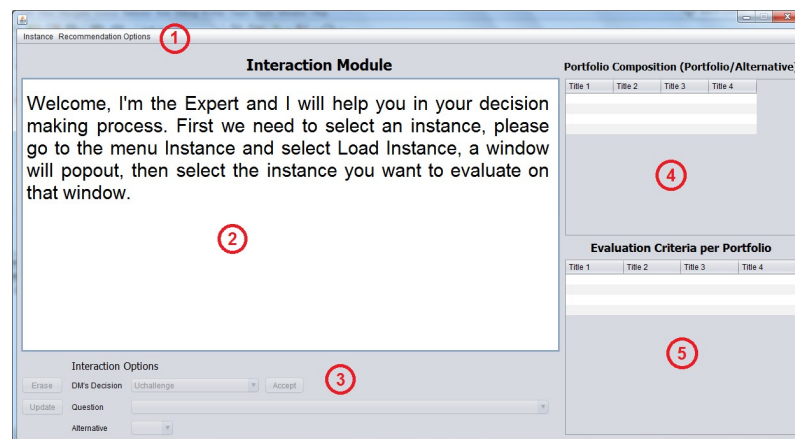 Instance Recommendation Options
1
Interaction Module
Welcome, I'm the Expert and I will help you in your decision
making process. First we need to select an instance, please
go to the menu Instance and select Load Instance, a window
will popout, then select the instance you want to evaluate on
that window.
2
Interaction Options
Erase DM's Decision Uchallenge Accept
3
Update Question
Alternative
Portfolio Composition (Portfolio/Alternative)
Title 1 Title 2 Title 3 Title 4
4
Evaluation Criteria per Portfolio
Title 1 Title 2 Title 3 Title 4
5